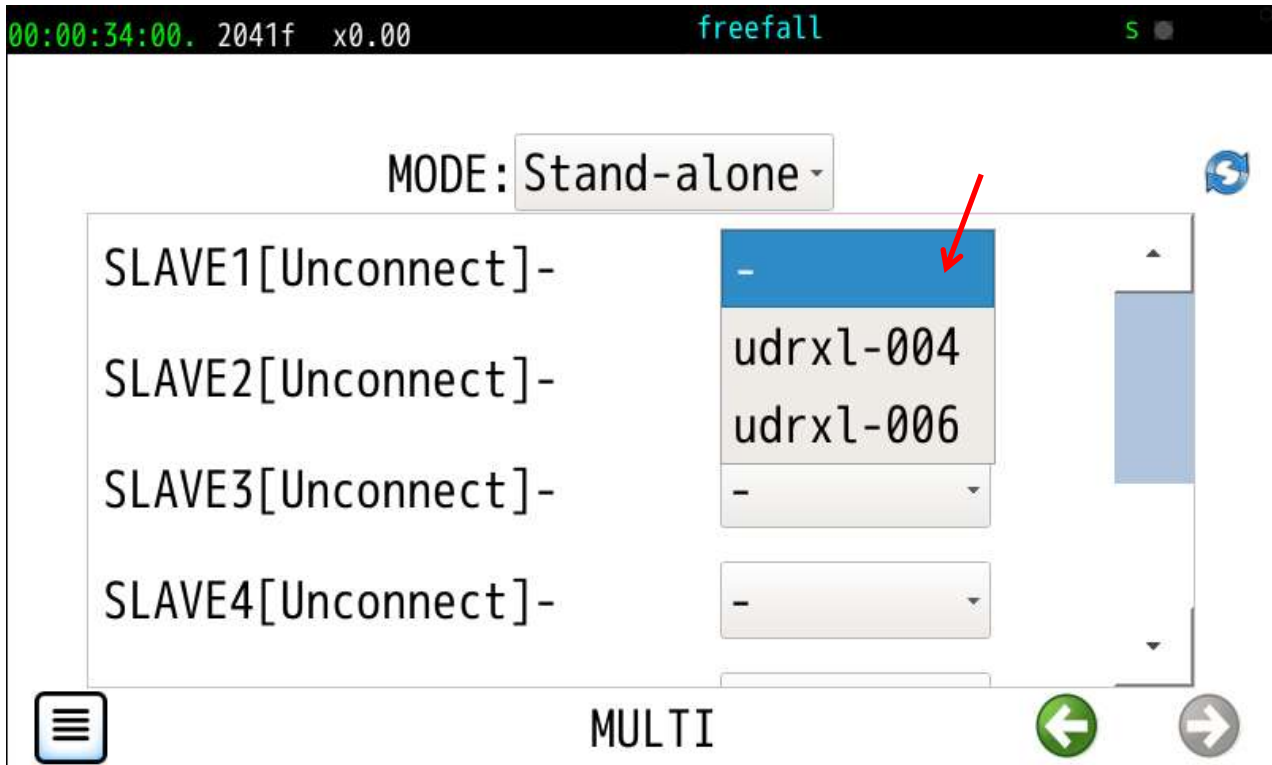 00:00:34:00. 2041f x0.00 freefall S
MODE: Stand-alone
SLAVE1[Unconnect]- -
udrxl-004
SLAVE2[Unconnect]-
udrxl-006
SLAVE3[Unconnect]- -
SLAVE4[Unconnect]- -
MULTI